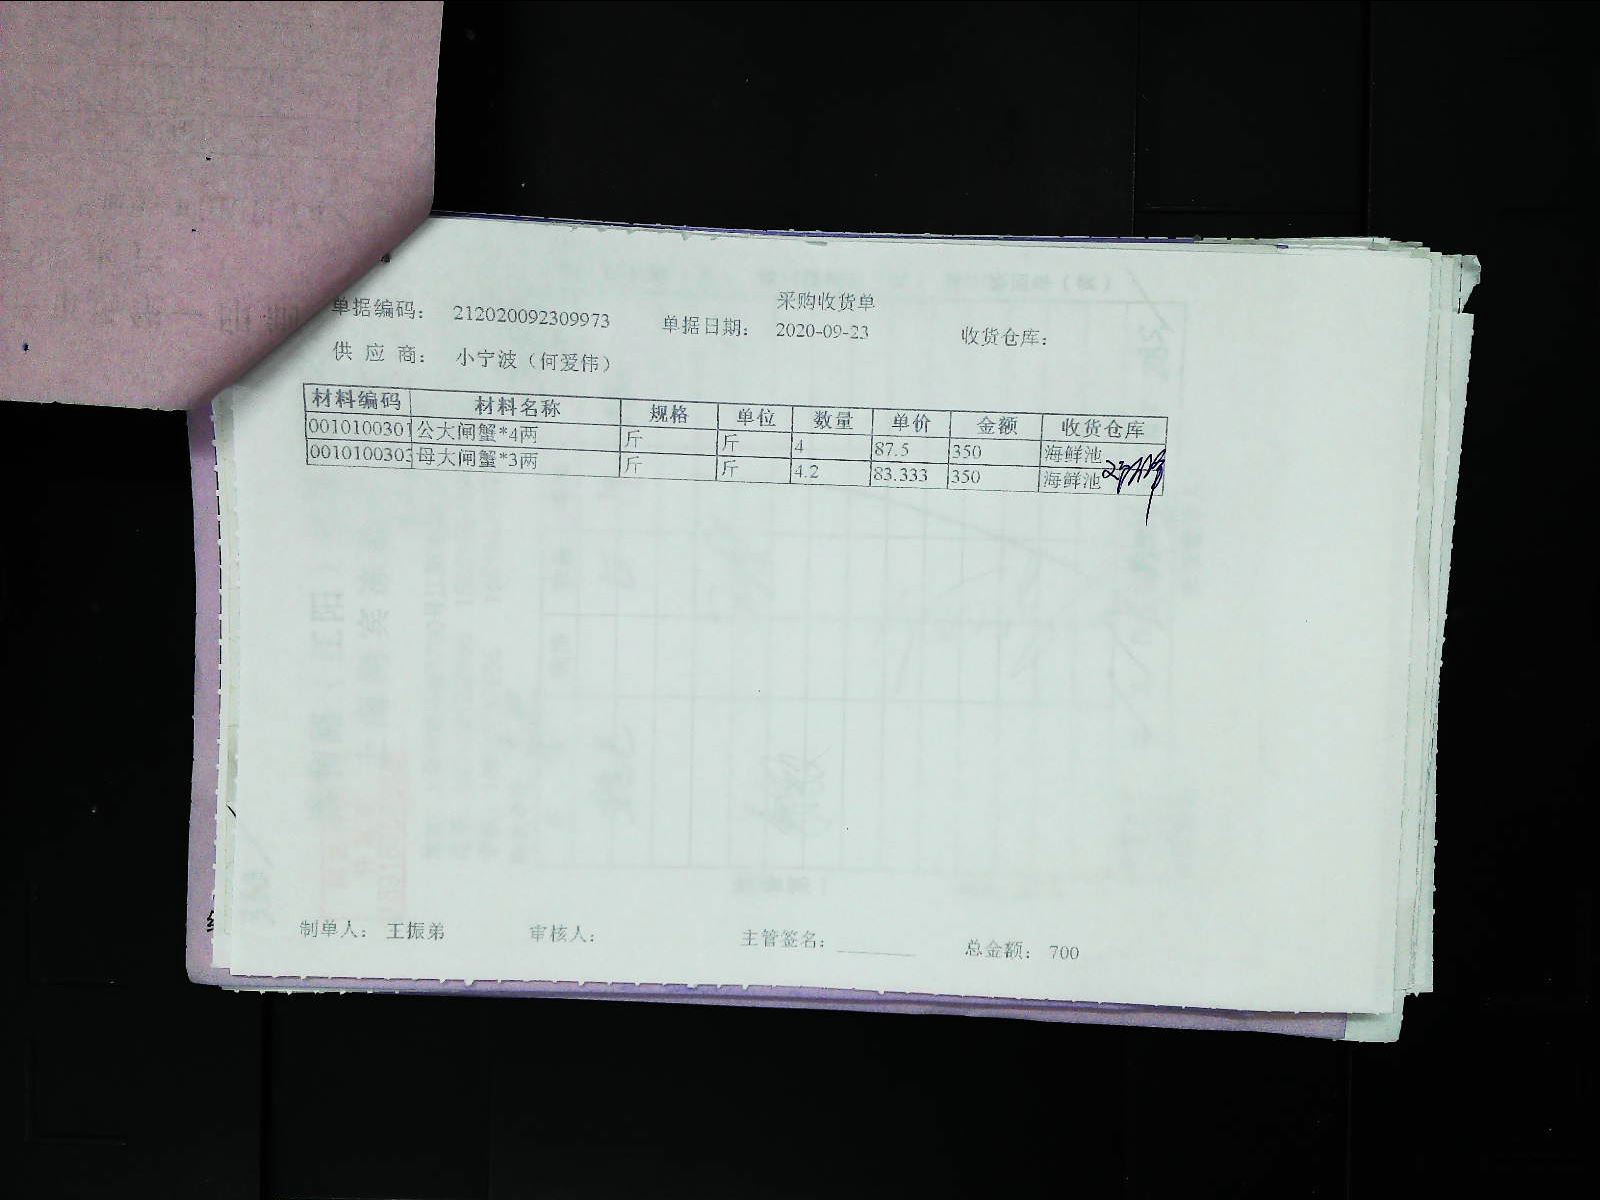 采购收货单
单据编码： 212020092309973 单据日期： 2020-09-23 收货仓库：
供 应 商： 小宁波（何爱伟）
材料编码 材料名称 规格 单位 数量 单价 金额 收货仓库
0010100301 公大闸蟹*4两 斤 斤 4 87.5 350 海鲜池
0010100303 母大闸蟹*3两 斤 斤 4.2 83.333 350 海鲜池
制单人： 王振弟 审核人： 主管签名： 总金额： 700